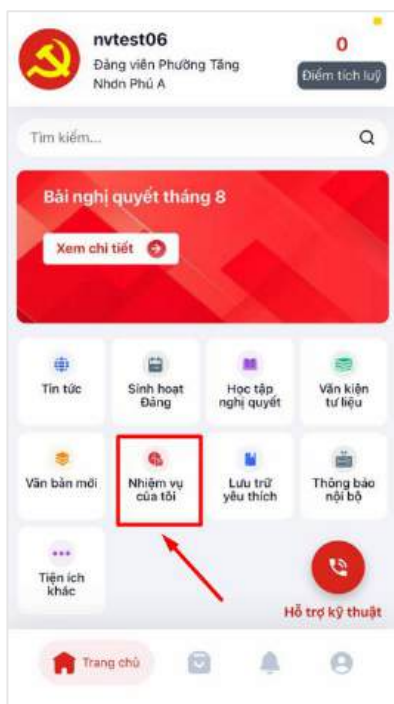 nvtest06
Đảng viên Phường Tăng
Nhơn Phú A
0
Điểm tích luỹ
Tìm kiếm...
Bài nghị quyết tháng 8
Xem chi tiết
Tin tức
Sinh hoạt
Đảng
Học tập
nghị quyết
Văn kiện
tư liệu
Văn bản mới
Nhiệm vụ
của tôi
Lưu trữ
yêu thích
Thông báo
nội bộ
Tiện ích
khác
Hỗ trợ kỹ thuật
Trang chủ